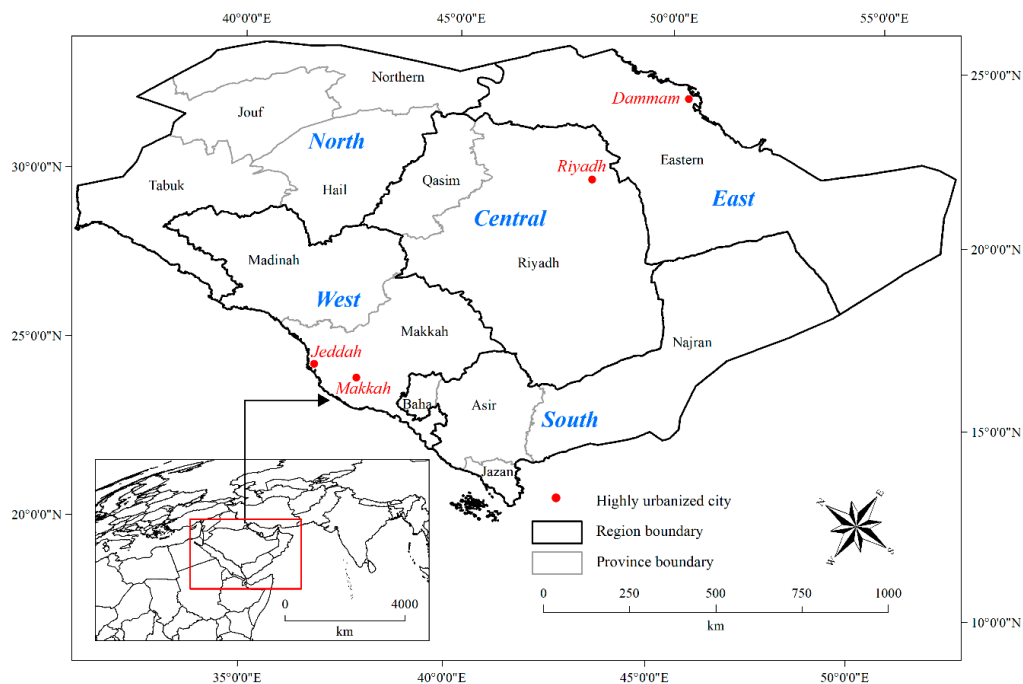 40°0'0"E 45°0'0"E 50°0'0"E 55°0'0"E
25°0'0"N
Northern
Dammam
Jouf
North
Eastern
30°0'0"N
Riyadh
Tabuk
Hail
Qasim
East
Central
20°0'0"N
Madinah
Riyadh
West
25°0'0"N
Makkah
Najran
Jeddah
Makkah
Baha
Asir
South
15°0'0"N
Jazan
20°0'0"N
Highly urbanized city
Region boundary
Province boundary
N E
W S
0 4000
km
0 250 500 750 1000
km
10°0'0"N
35°0'0"E 40°0'0"E 45°0'0"E 50°0'0"E